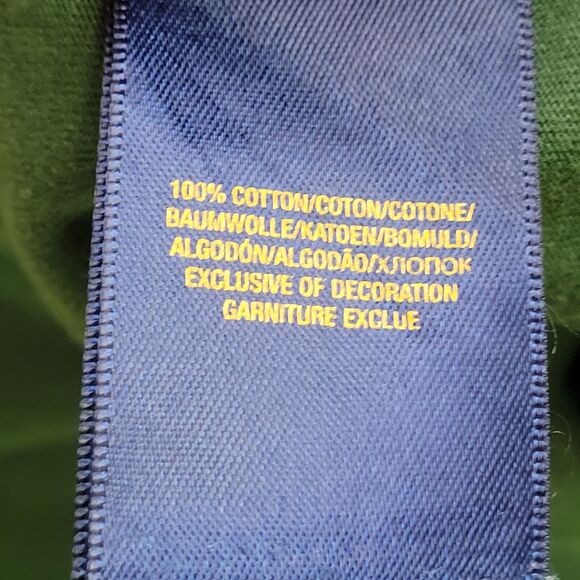 100% COTTON/COTON/COTONE/
BAUMWOLLE/KATOEN/BOMULD/
ALGODÓN/ALGODÃO/ХЛОПОК
EXCLUSIVE OF DECORATION
GARNITURE EXCLUE